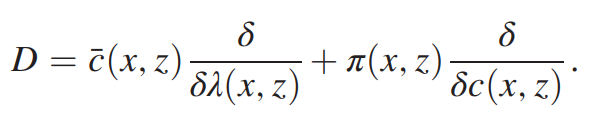 D = c̄(x, z) δ/δλ(x, z) + π(x, z) δ/δc(x, z) .